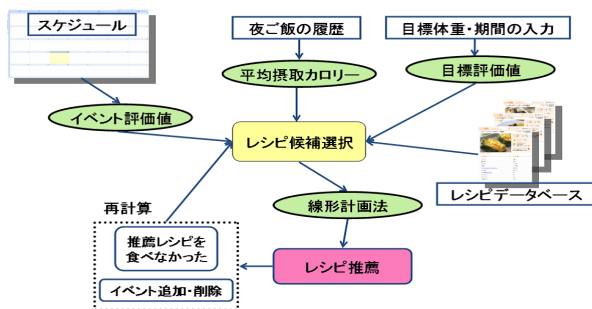 スケジュール
夜ご飯の履歴
目標体重・期間の入力
平均摂取カロリー
目標評価値
イベント評価値
レシピ候補選択
レシピデータベース
線形計画法
再計算
推薦レシピを
食べなかった
レシピ推薦
イベント追加・削除